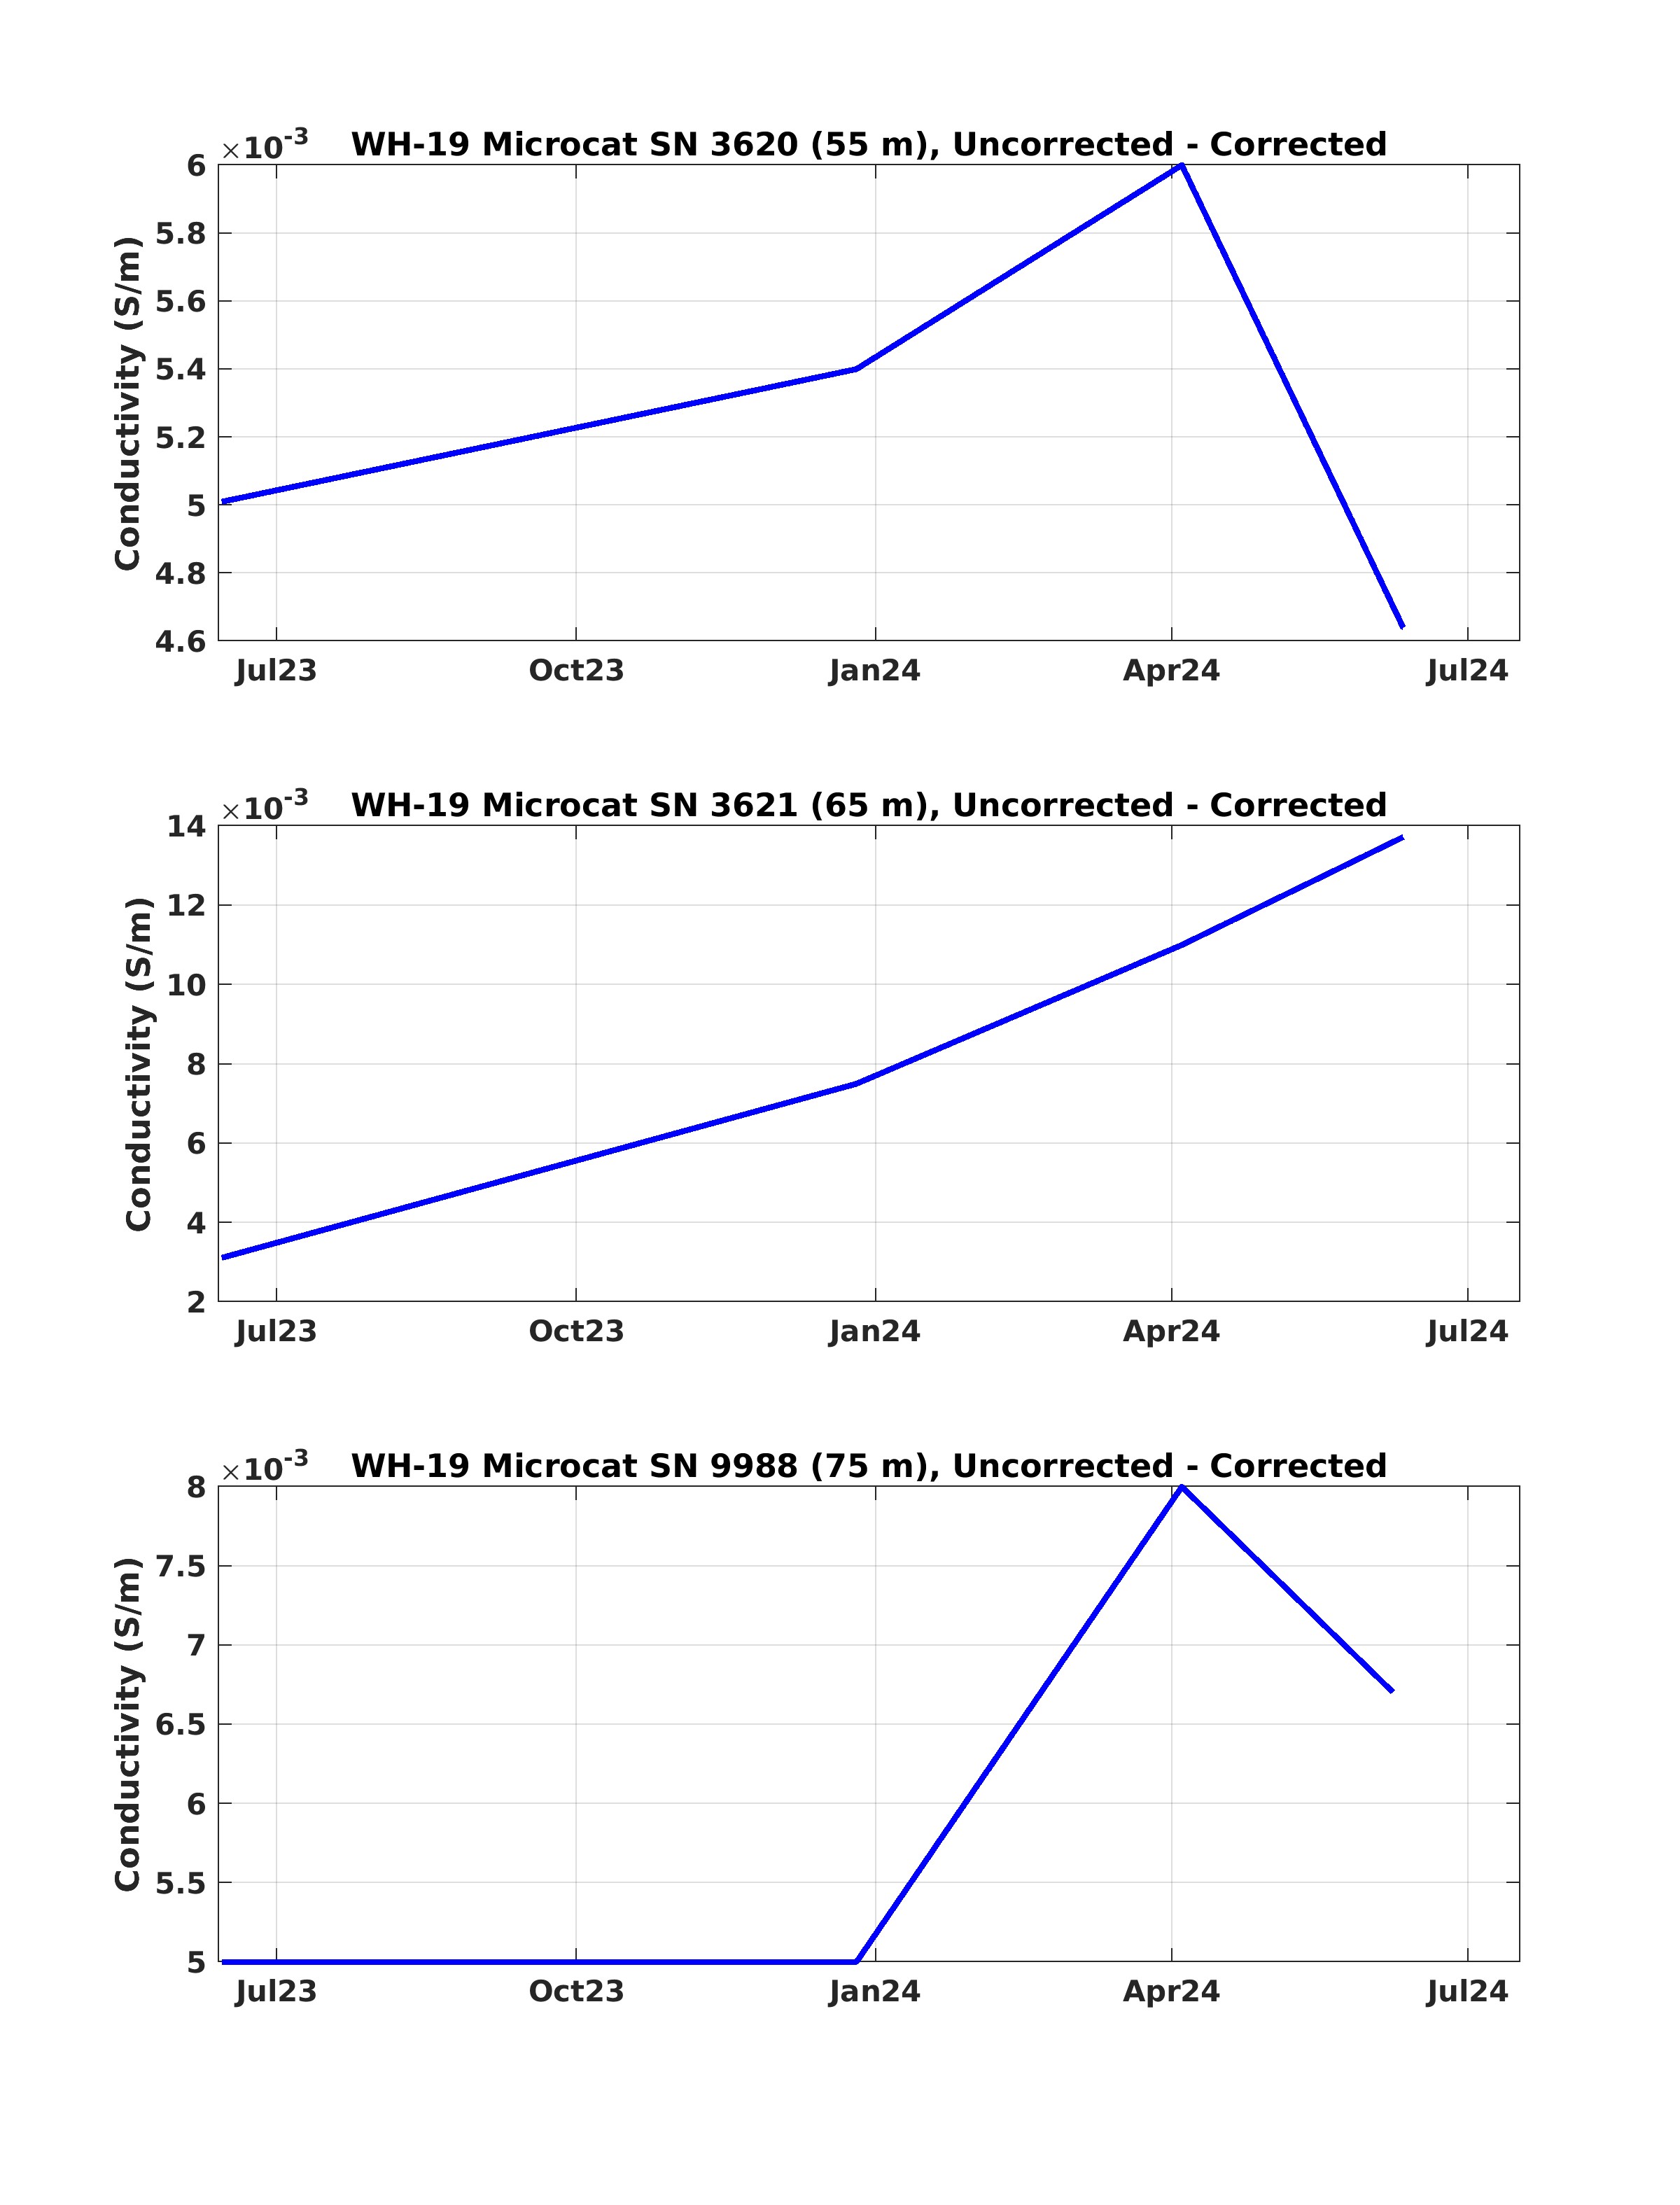 ×10-3 WH-19 Microcat SN 3620 (55 m), Uncorrected - Corrected
Conductivity (S/m)
6
5.8
5.6
5.4
5.2
5
4.8
4.6
Jul23 Oct23 Jan24 Apr24 Jul24
×10-3 WH-19 Microcat SN 3621 (65 m), Uncorrected - Corrected
Conductivity (S/m)
14
12
10
8
6
4
2
Jul23 Oct23 Jan24 Apr24 Jul24
×10-3 WH-19 Microcat SN 9988 (75 m), Uncorrected - Corrected
Conductivity (S/m)
8
7.5
7
6.5
6
5.5
5
Jul23 Oct23 Jan24 Apr24 Jul24